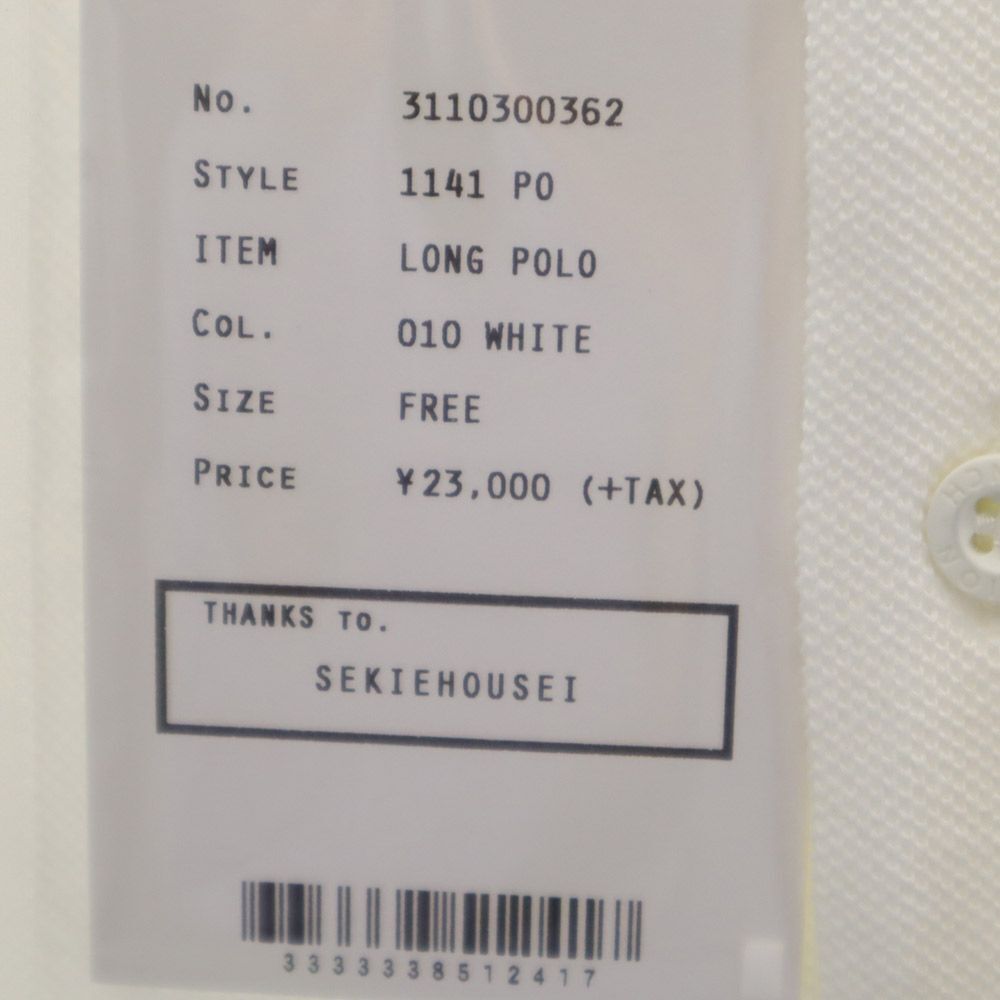 No. 3110300362
STYLE 1141 PO
ITEM LONG POLO
COL. 010 WHITE
SIZE FREE
PRICE ¥23,000 (+TAX)
THANKS TO.
SEKIEHOUSEI
3333338512417